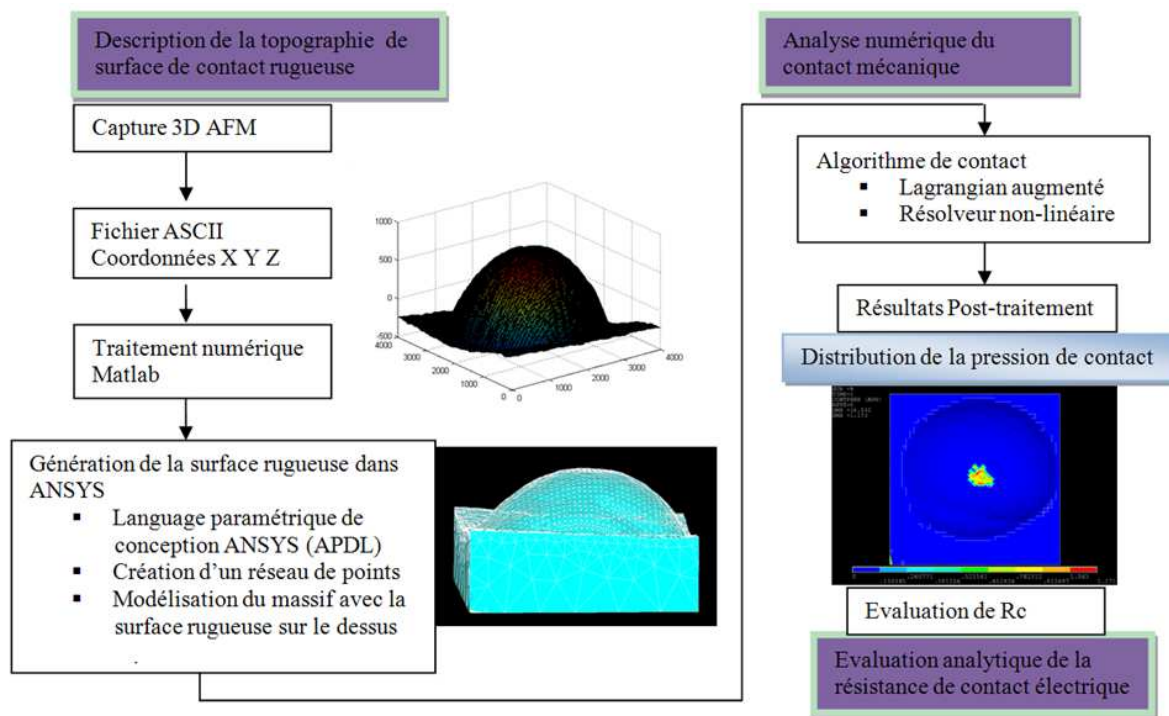 Description de la topographie de
surface de contact rugueuse
Capture 3D AFM
Fichier ASCII
Coordonnées X Y Z
Traitement numérique
Matlab
Génération de la surface rugueuse dans
ANSYS
▪ Language paramétrique de
conception ANSYS (APDL)
▪ Création d'un réseau de points
▪ Modélisation du massif avec la
surface rugueuse sur le dessus
.
1000
500
0
-500
4000
3000
2000
1000
0
0
1000
2000
3000
4000
Analyse numérique du
contact mécanique
Algorithme de contact
▪ Lagrangian augmenté
▪ Résolveur non-linéaire
Résultats Post-traitement
Distribution de la pression de contact
Evaluation de Rc
Evaluation analytique de la
résistance de contact électrique